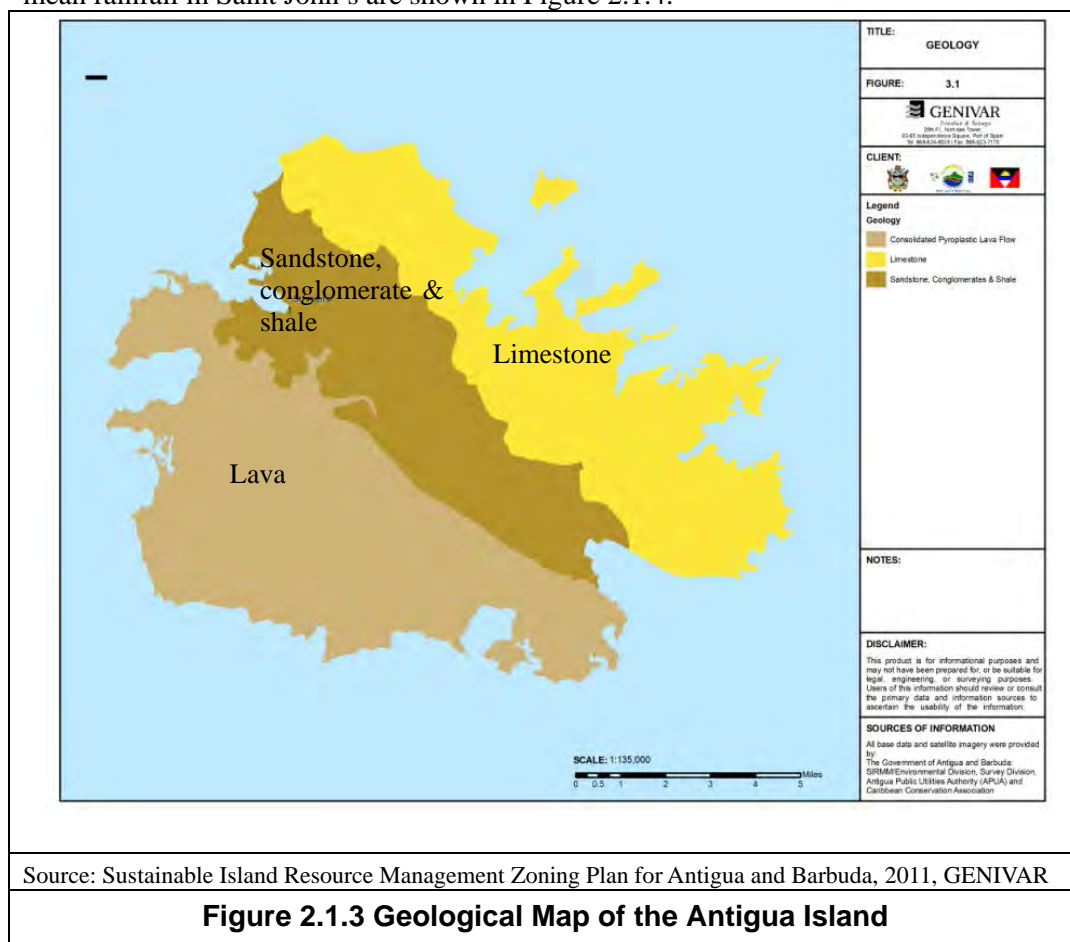 mean rainfall in Saint John's are shown in Figure 2.1.4.
TITLE:
GEOLOGY
FIGURE: 3.1
GENIVAR
Trinidad & Tobago
CLIENT:
Legend
Geology
Consolidated Pyroplastic Lava Flow
Limestone
Sandstone, Conglomerates & Shale
Sandstone,
conglomerate &
shale
Limestone
Lava
NOTES:
DISCLAIMER:
This product is for informational purposes and
may not have been prepared for, or be suitable for
legal, engineering, or surveying purposes.
Users of this information should review or consult
the primary data and information sources to
ascertain the usability of the information.
SOURCES OF INFORMATION
All base data and satellite imagery were provided
by:
The Government of Antigua and Barbuda:
SIRMM/Environmental Division, Survey Division,
Antigua Public Utilities Authority (APUA) and
Caribbean Conservation Association
SCALE: 1:135,000
Miles
0 0.5 1 2 3 4 5
Source: Sustainable Island Resource Management Zoning Plan for Antigua and Barbuda, 2011, GENIVAR
Figure 2.1.3 Geological Map of the Antigua Island